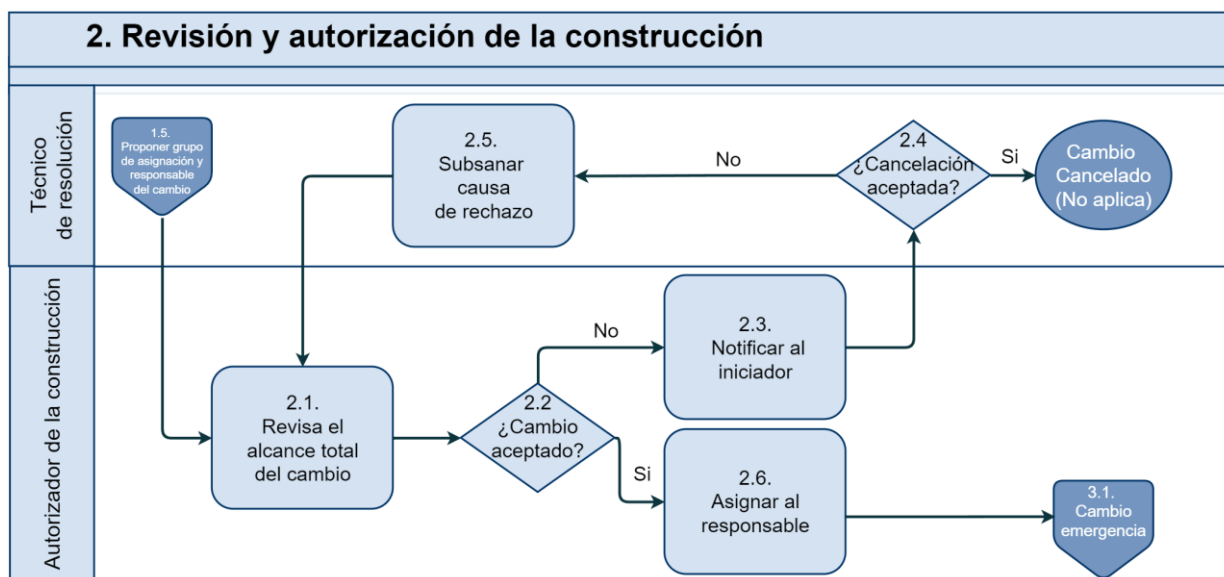 2. Revisión y autorización de la construcción
Técnico
de resolución
1.5.
Proponer grupo
de asignación y
responsable
del cambio
2.5.
Subsanar
causa
de rechazo
No
2.4
¿Cancelación
aceptada?
Si
Cambio
Cancelado
(No aplica)
Autorizador de la construcción
2.1.
Revisa el
alcance total
del cambio
2.2
¿Cambio
aceptado?
No
2.3.
Notificar al
iniciador
Si
2.6.
Asignar al
responsable
3.1.
Cambio
emergencia